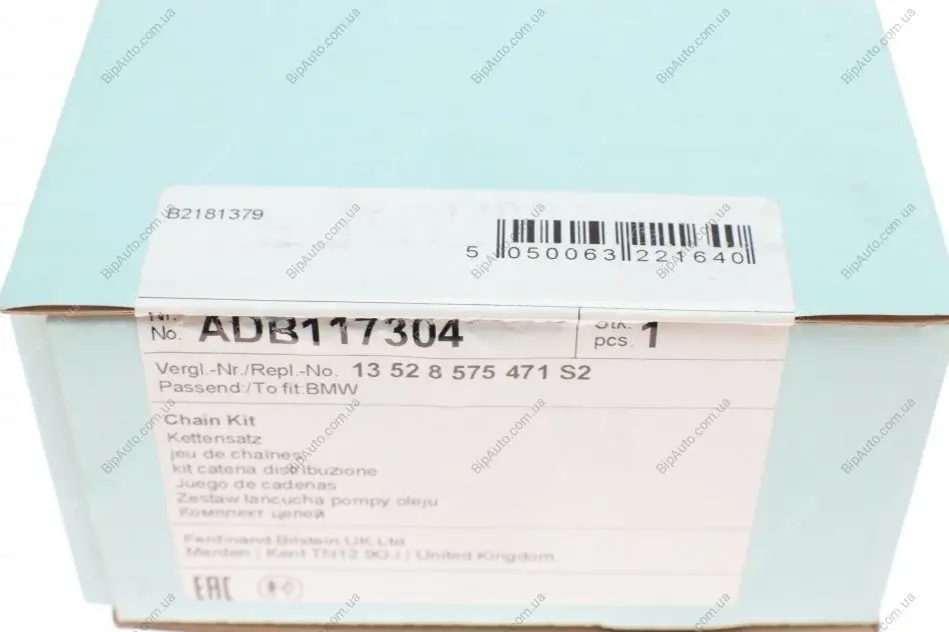 B2181379
5 050063 221640
Nr.
No. ADB117304
Stk.
pcs. 1
Vergl.-Nr./Repl.-No. 13 52 8 575 471 S2
Passend:/To fit:BMW
Chain Kit
Kettensatz
jeu de chaînes
kit catena distribuzione
Juego de cadenas
Zestaw łańcucha pompy oleju
Комплект цепей
Ferdinand Bilstein UK Ltd
Marden | Kent TN12 9QJ | United Kingdom
EAC
BipAuto.com.ua